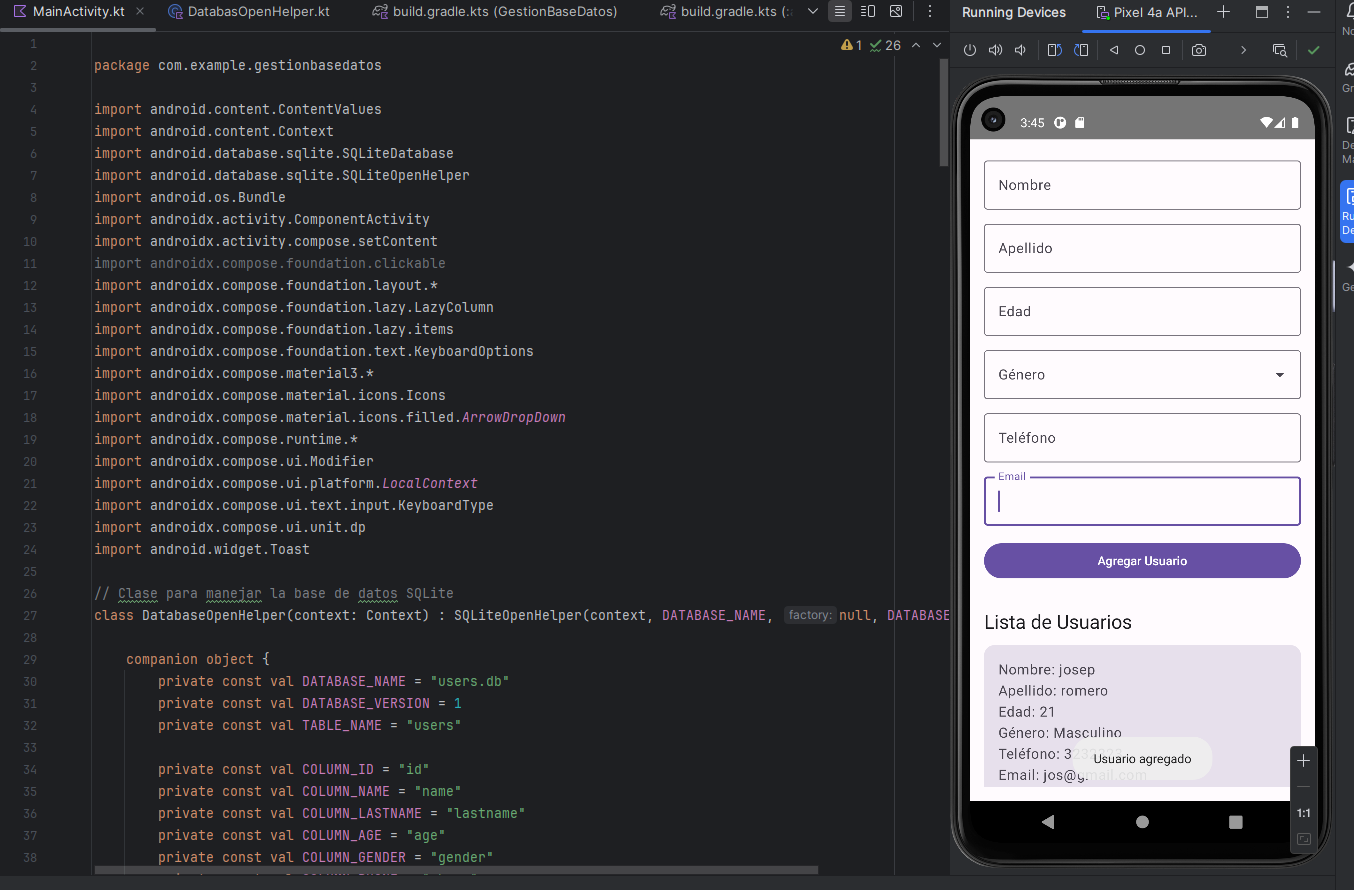 MainActivity.kt
DatabasOpenHelper.kt
build.gradle.kts (GestionBaseDatos)
build.gradle.kts (:
1 26
1
2 package com.example.gestionbasedatos
3
4 import android.content.ContentValues
5 import android.content.Context
6 import android.database.sqlite.SQLiteDatabase
7 import android.database.sqlite.SQLiteOpenHelper
8 import android.os.Bundle
9 import androidx.activity.ComponentActivity
10 import androidx.activity.compose.setContent
11 import androidx.compose.foundation.clickable
12 import androidx.compose.foundation.layout.*
13 import androidx.compose.foundation.lazy.LazyColumn
14 import androidx.compose.foundation.lazy.items
15 import androidx.compose.foundation.text.KeyboardOptions
16 import androidx.compose.material3.*
17 import androidx.compose.material.icons.Icons
18 import androidx.compose.material.icons.filled.ArrowDropDown
19 import androidx.compose.runtime.*
20 import androidx.compose.ui.Modifier
21 import androidx.compose.ui.platform.LocalContext
22 import androidx.compose.ui.text.input.KeyboardType
23 import androidx.compose.ui.unit.dp
24 import android.widget.Toast
25
26 // Clase para manejar la base de datos SQLite
27 class DatabaseOpenHelper(context: Context) : SQLiteOpenHelper(context, DATABASE_NAME, factory: null, DATABASE
28
29 companion object {
30 private const val DATABASE_NAME = "users.db"
31 private const val DATABASE_VERSION = 1
32 private const val TABLE_NAME = "users"
33
34 private const val COLUMN_ID = "id"
35 private const val COLUMN_NAME = "name"
36 private const val COLUMN_LASTNAME = "lastname"
37 private const val COLUMN_AGE = "age"
38 private const val COLUMN_GENDER = "gender"
Running Devices
Pixel 4a API...
3:45
Nombre
Apellido
Edad
Género
Teléfono
Email
Agregar Usuario
Lista de Usuarios
Nombre: josep
Apellido: romero
Edad: 21
Género: Masculino
Teléfono: 3232223
Usuario agregado
Email: jos@gmail.com
1:1
No
Gr
De
Ma
Ru
De
Ge